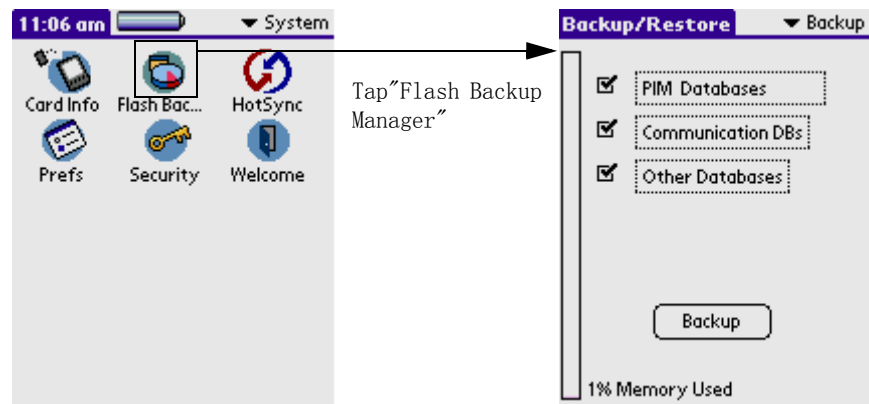 11:06 am
System
Card Info
Flash Bac...
HotSync
Prefs
Security
Welcome
Tap"Flash Backup
Manager"
Backup/Restore
Backup
PIM Databases
Communication DBs
Other Databases
Backup
1% Memory Used